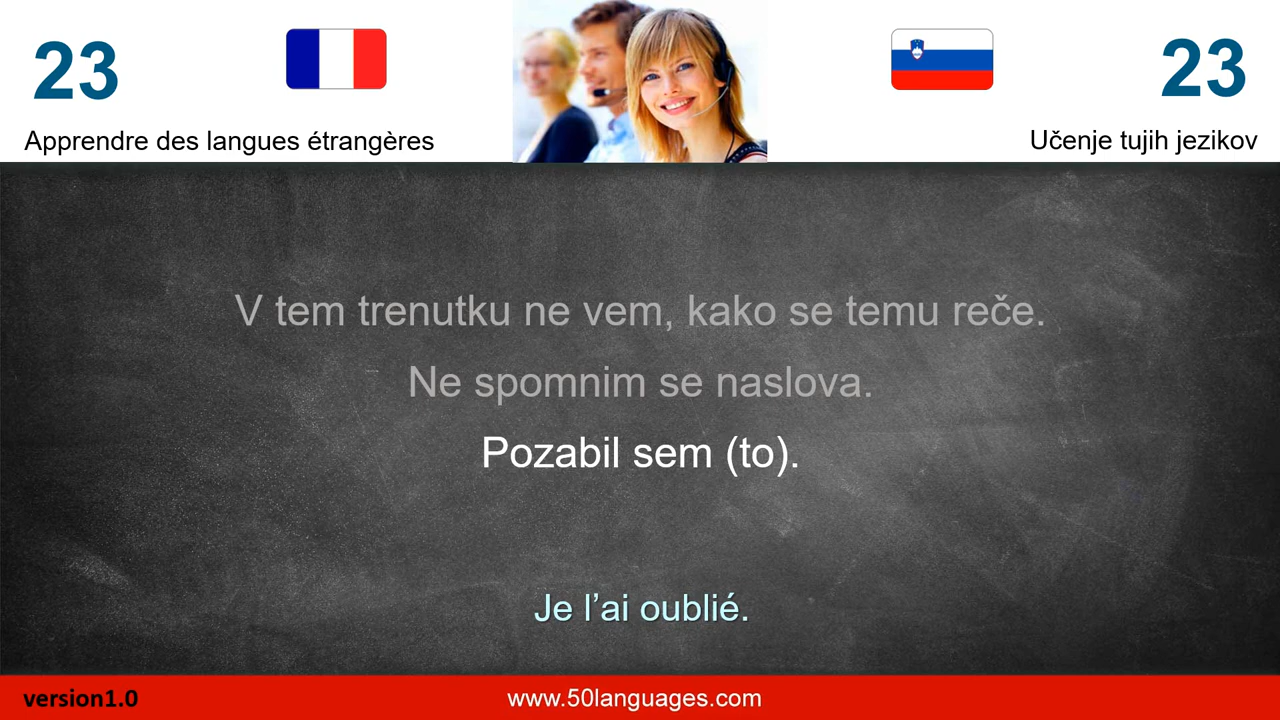 23
23
Apprendre des langues étrangères
Učenje tujih jezikov
V tem trenutku ne vem, kako se temu reče.
Ne spomnim se naslova.
Pozabil sem (to).
Je l’ai oublié.
version1.0
www.50languages.com